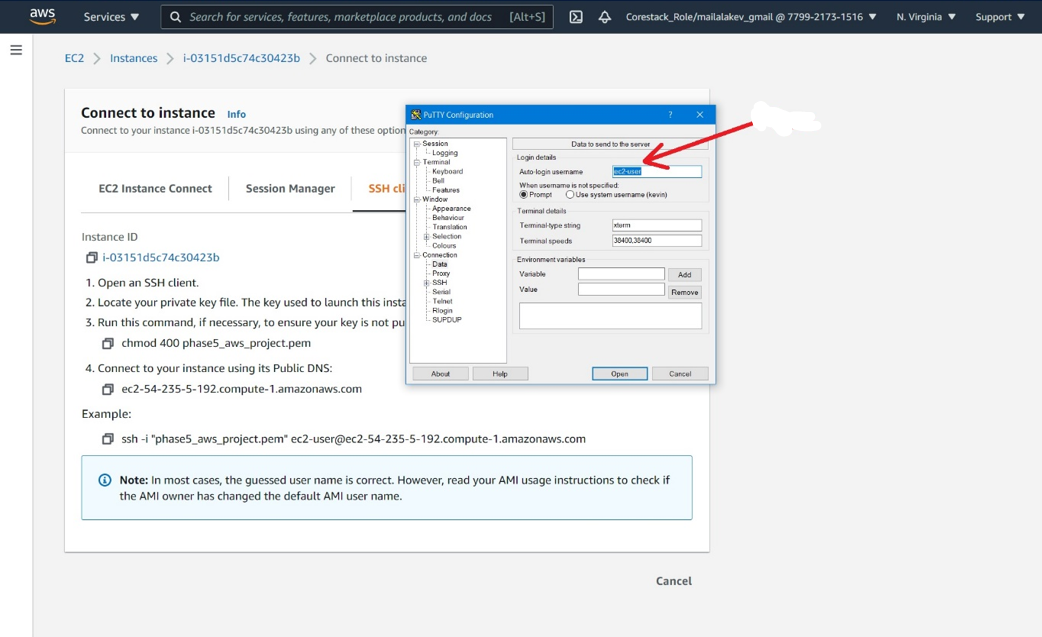 aws Services Search for services, features, marketplace products, and docs [Alt+S] Corestack_Role/mailalakev_gmail @ 7799-2173-1516 N. Virginia Support
EC2 Instances i-03151d5c74c30423b Connect to instance
Connect to instance Info
Connect to your instance i-03151d5c74c30423b using any of these option
EC2 Instance Connect Session Manager SSH cli
Instance ID
i-03151d5c74c30423b
1. Open an SSH client.
2. Locate your private key file. The key used to launch this insta
3. Run this command, if necessary, to ensure your key is not pu
chmod 400 phase5_aws_project.pem
4. Connect to your instance using its Public DNS:
ec2-54-235-5-192.compute-1.amazonaws.com
Example:
ssh -i "phase5_aws_project.pem" ec2-user@ec2-54-235-5-192.compute-1.amazonaws.com
Note: In most cases, the guessed user name is correct. However, read your AMI usage instructions to check if
the AMI owner has changed the default AMI user name.
Cancel
PuTTY Configuration ? X
Category:
Session
Logging
Terminal
Keyboard
Bell
Features
Window
Appearance
Behaviour
Translation
Selection
Colours
Connection
Data
Proxy
SSH
Serial
Telnet
Rlogin
SUPDUP
Data to send to the server
Login details
Auto-login username ec2-user
When username is not specified:
Prompt Use system username (kevin)
Terminal details
Terminal-type string xterm
Terminal speeds 38400,38400
Environment variables
Variable Add
Value Remove
About Help Open Cancel